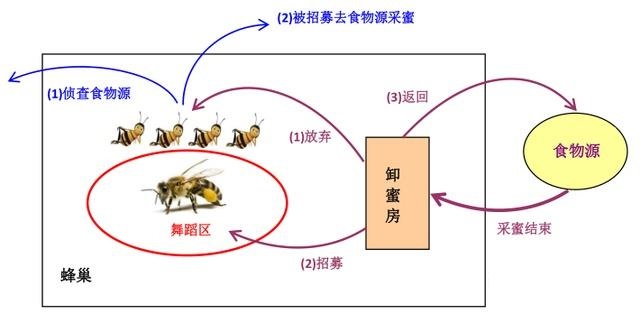 (2)被招募去食物源采蜜
(1)侦查食物源
(3)返回
(1)放弃
食物源
卸蜜房
舞蹈区
采蜜结束
(2)招募
蜂巢